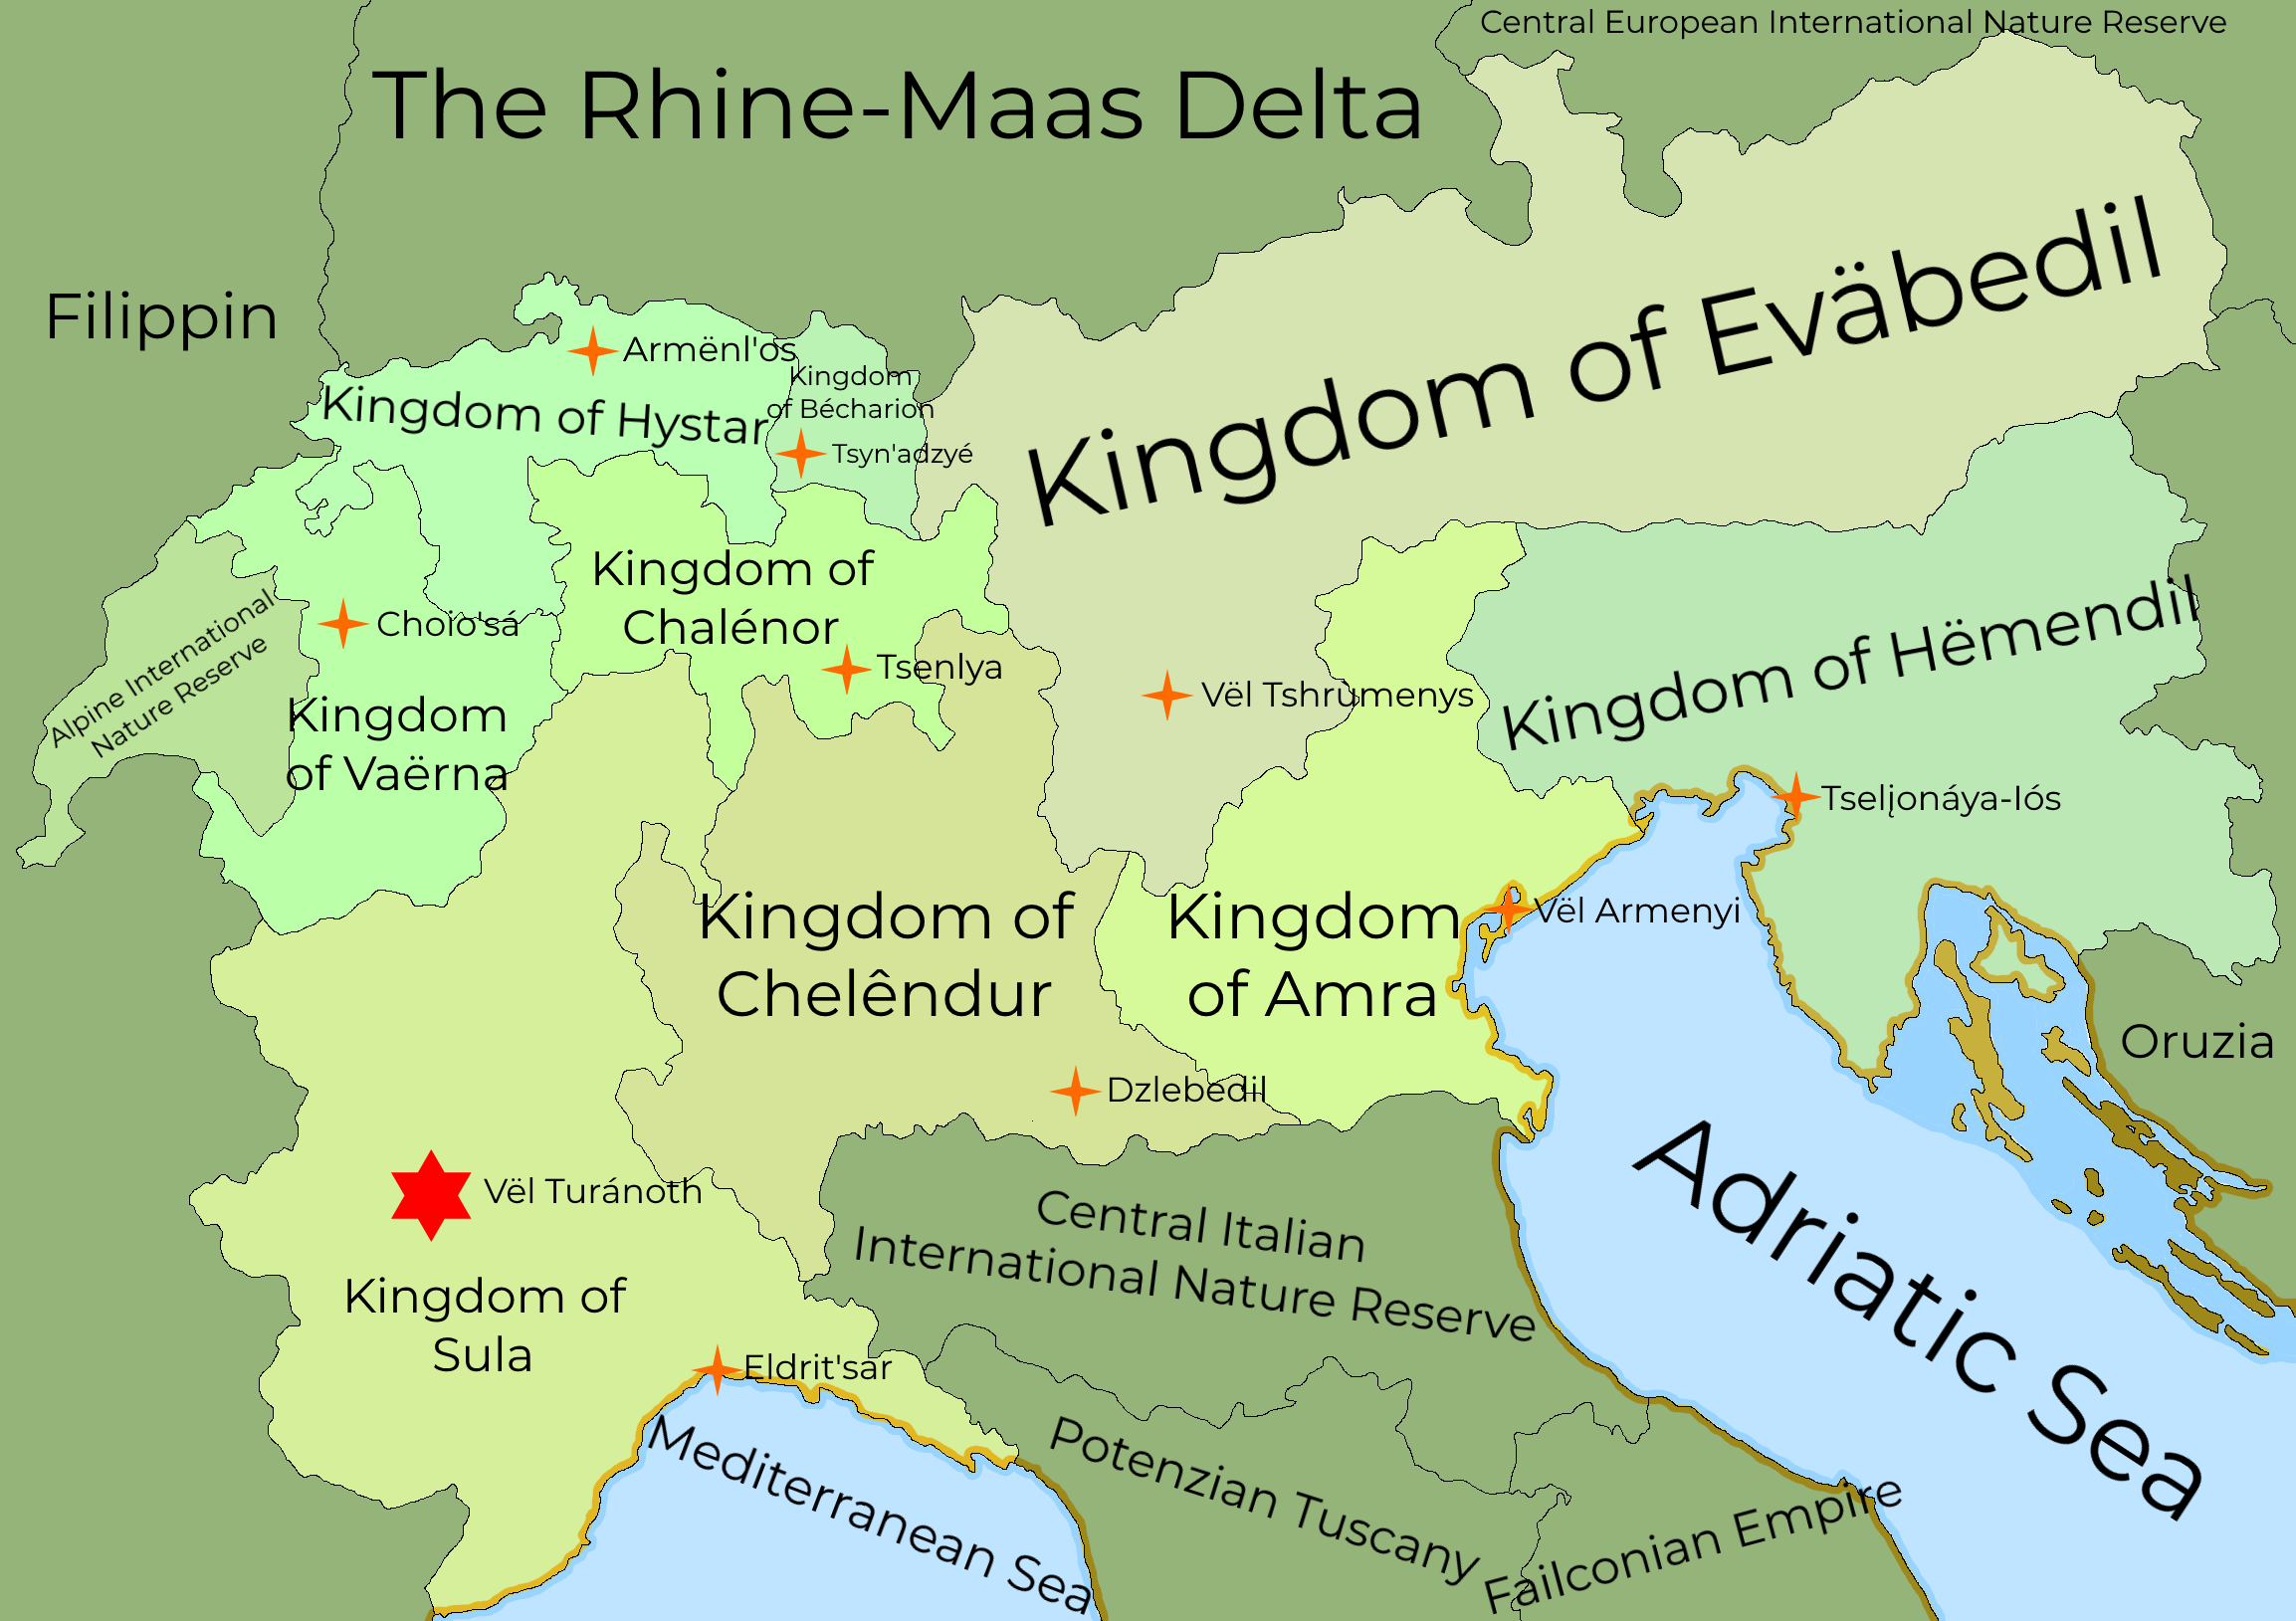 Central European International Nature Reserve
The Rhine-Maas Delta
Filippin
Kingdom of Eväbedil
Armënl'os
Kingdom
of Bécharion
Kingdom of Hystar
Tsyn'adzyé
Kingdom of
Chalénor
Choìo'sá
Tsenlya
Alpine International
Nature Reserve
Kingdom
of Vaërna
Vël Tshrùmenys
Kingdom of Hëmendil
Tseljonáya-Iós
Kingdom of
Chelêndur
Kingdom
of Amra
Vël Armenyi
Oruzia
Dzlebedil
Vël Turánoth
Central Italian
International Nature Reserve
Adriatic Sea
Kingdom of
Sula
Eldrit'sar
Mediterranean Sea
Potenzian Tuscany
Failconian Empire